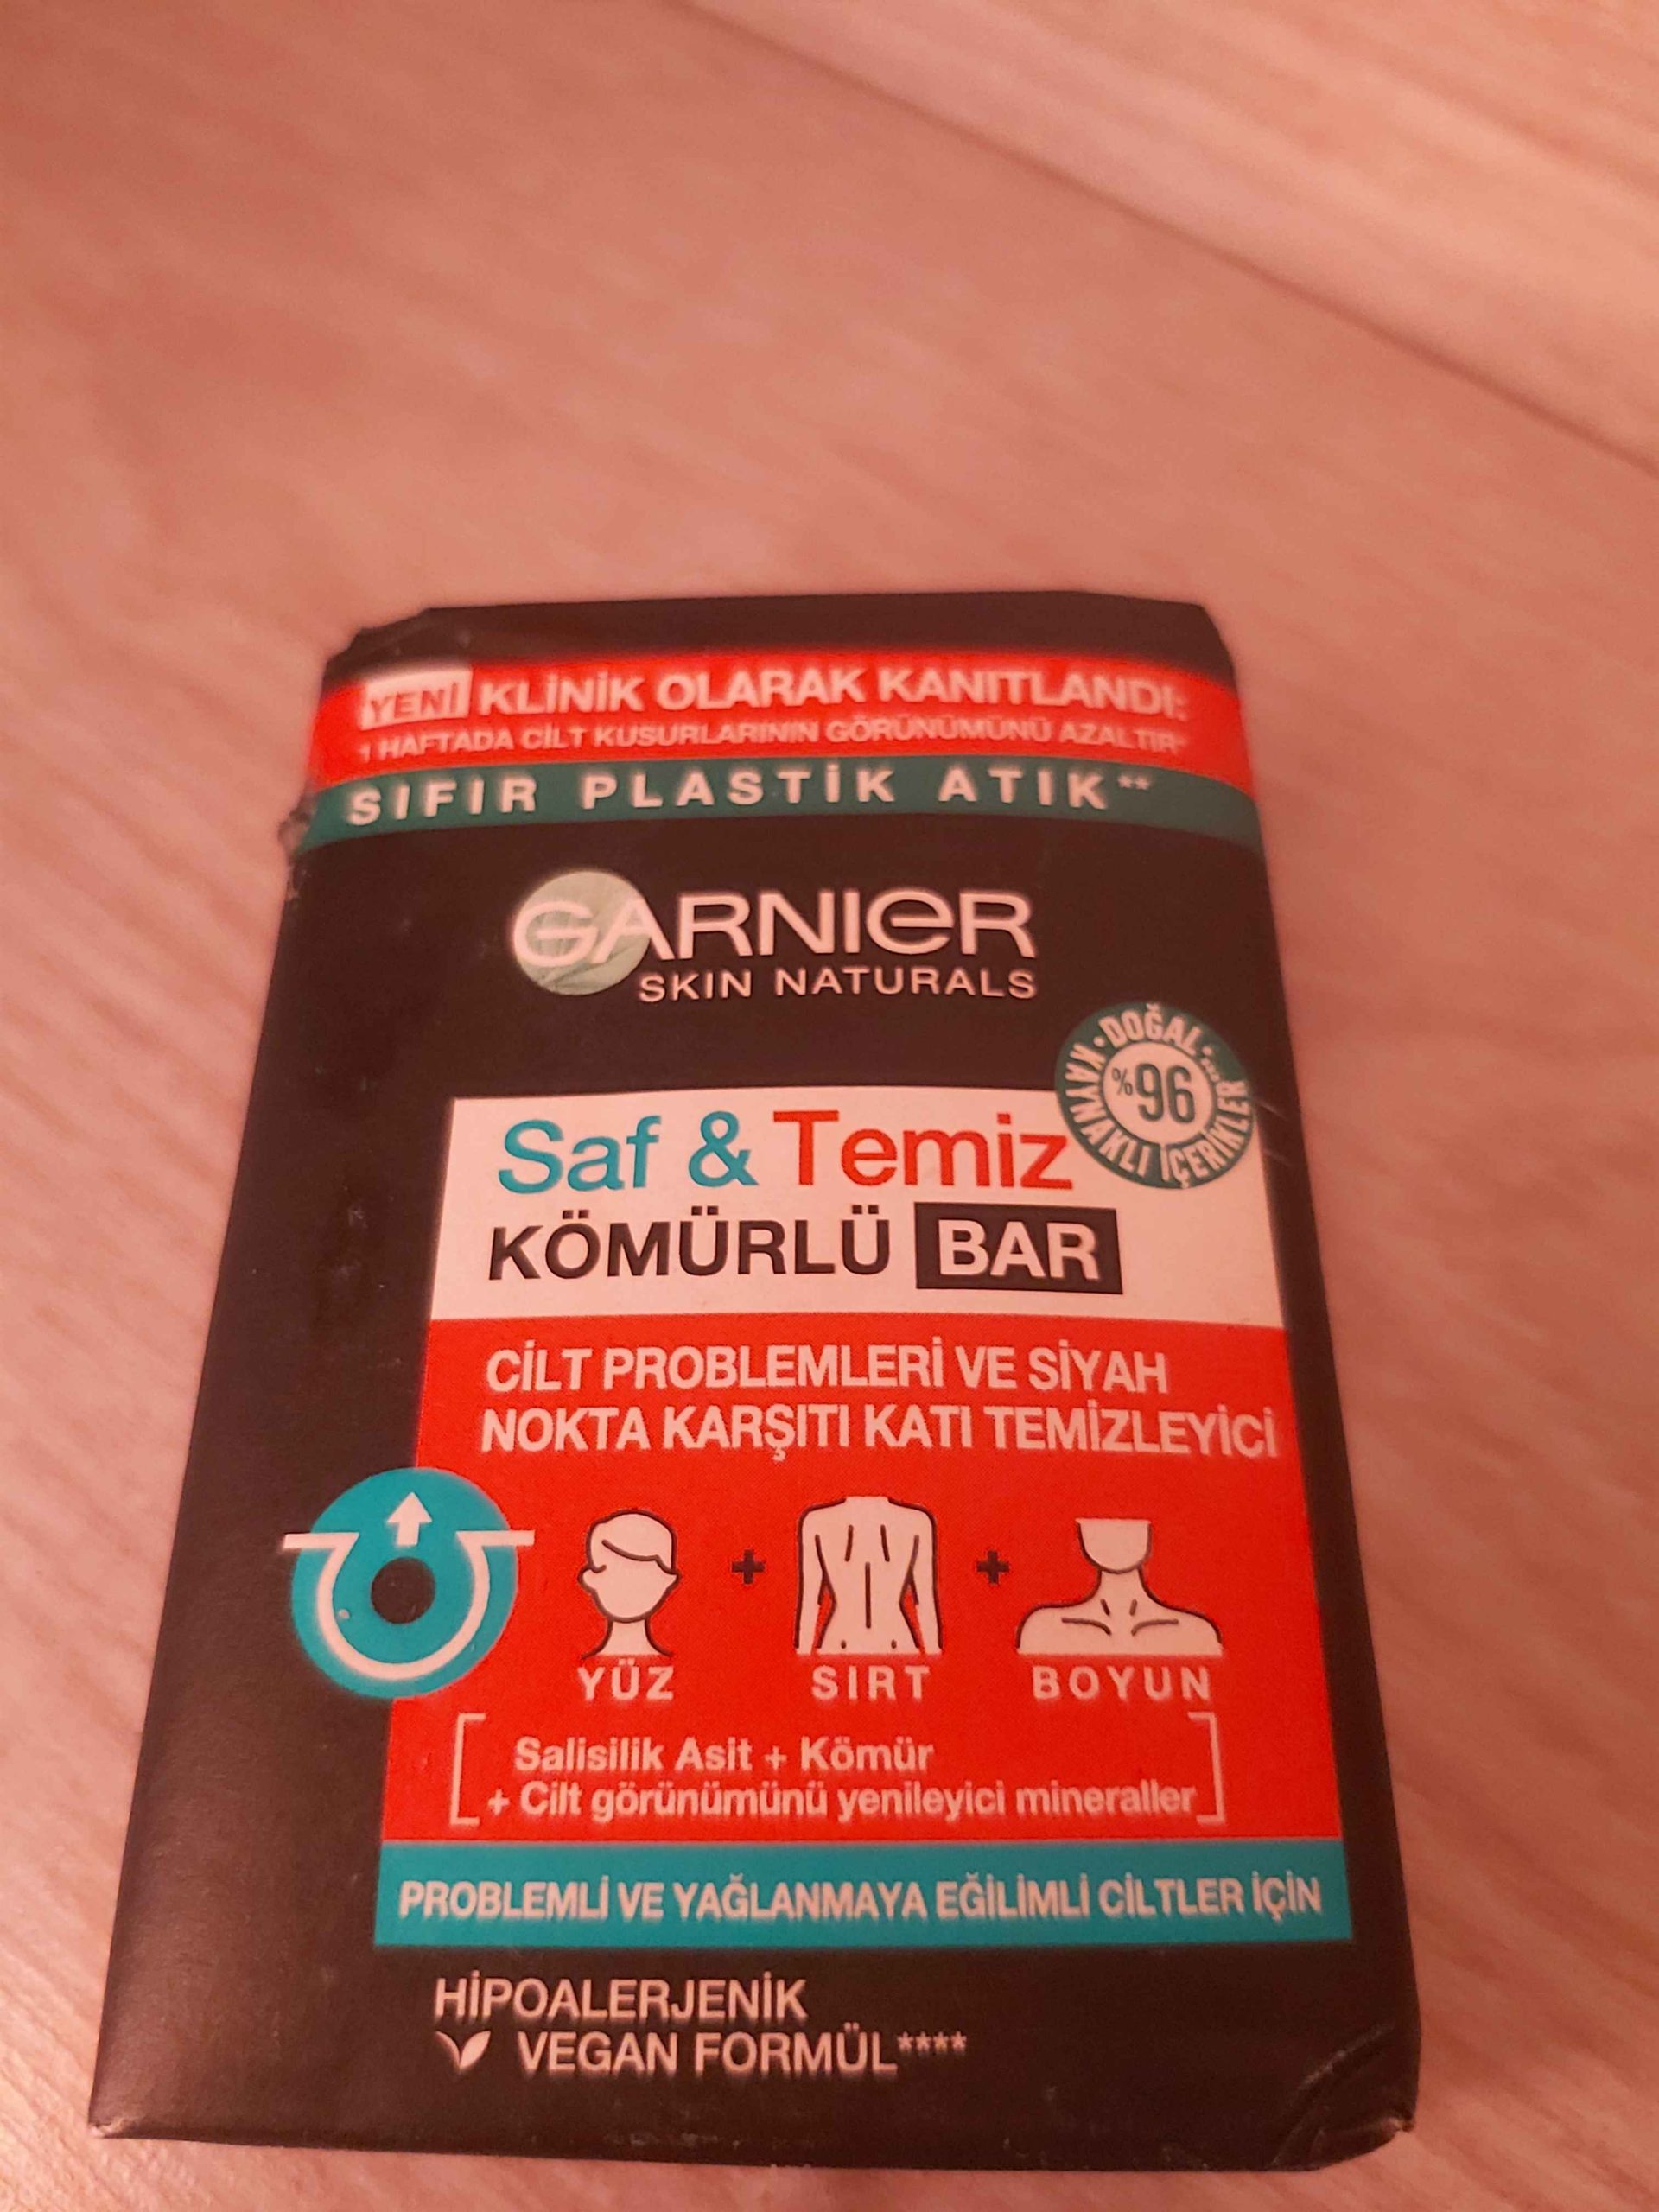 YENİ KLİNİK OLARAK KANITLANDI:
1 HAFTADA CİLT KUSURLARININ GÖRÜNÜMÜNÜ AZALTIR*
SIFIR PLASTİK ATIK**
GARNIER
SKIN NATURALS
DOĞAL
%96
KAYNAKLI İÇERİKLER
Saf & Temiz
KÖMÜRLÜ BAR
CİLT PROBLEMLERİ VE SİYAH
NOKTA KARŞITI KATI TEMİZLEYİCİ
YÜZ + SIRT + BOYUN
[Salisilik Asit + Kömür
+ Cilt görünümünü yenileyici mineraller]
PROBLEMLİ VE YAĞLANMAYA EĞİLİMLİ CİLTLER İÇİN
HİPOALERJENİK
VEGAN FORMÜL****